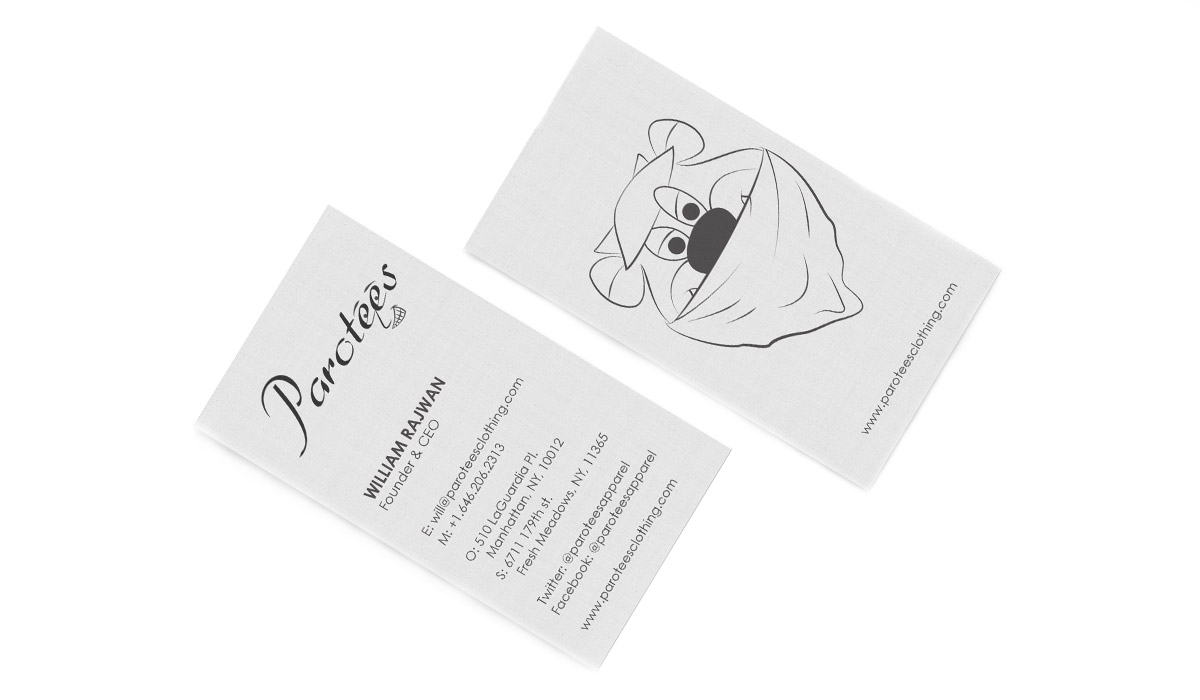 Parotées
WILLIAM RAJWAN
Founder & CEO
E: will@paroteesclothing.com
M: +1.646.206.2313
O: 510 LaGuardia Pl.
Manhattan, NY, 10012
S: 6711 179th st.
Fresh Meadows, NY, 11365
Twitter: @paroteesapparel
Facebook: @paroteesapparel
www.paroteesclothing.com
www.paroteesclothing.com